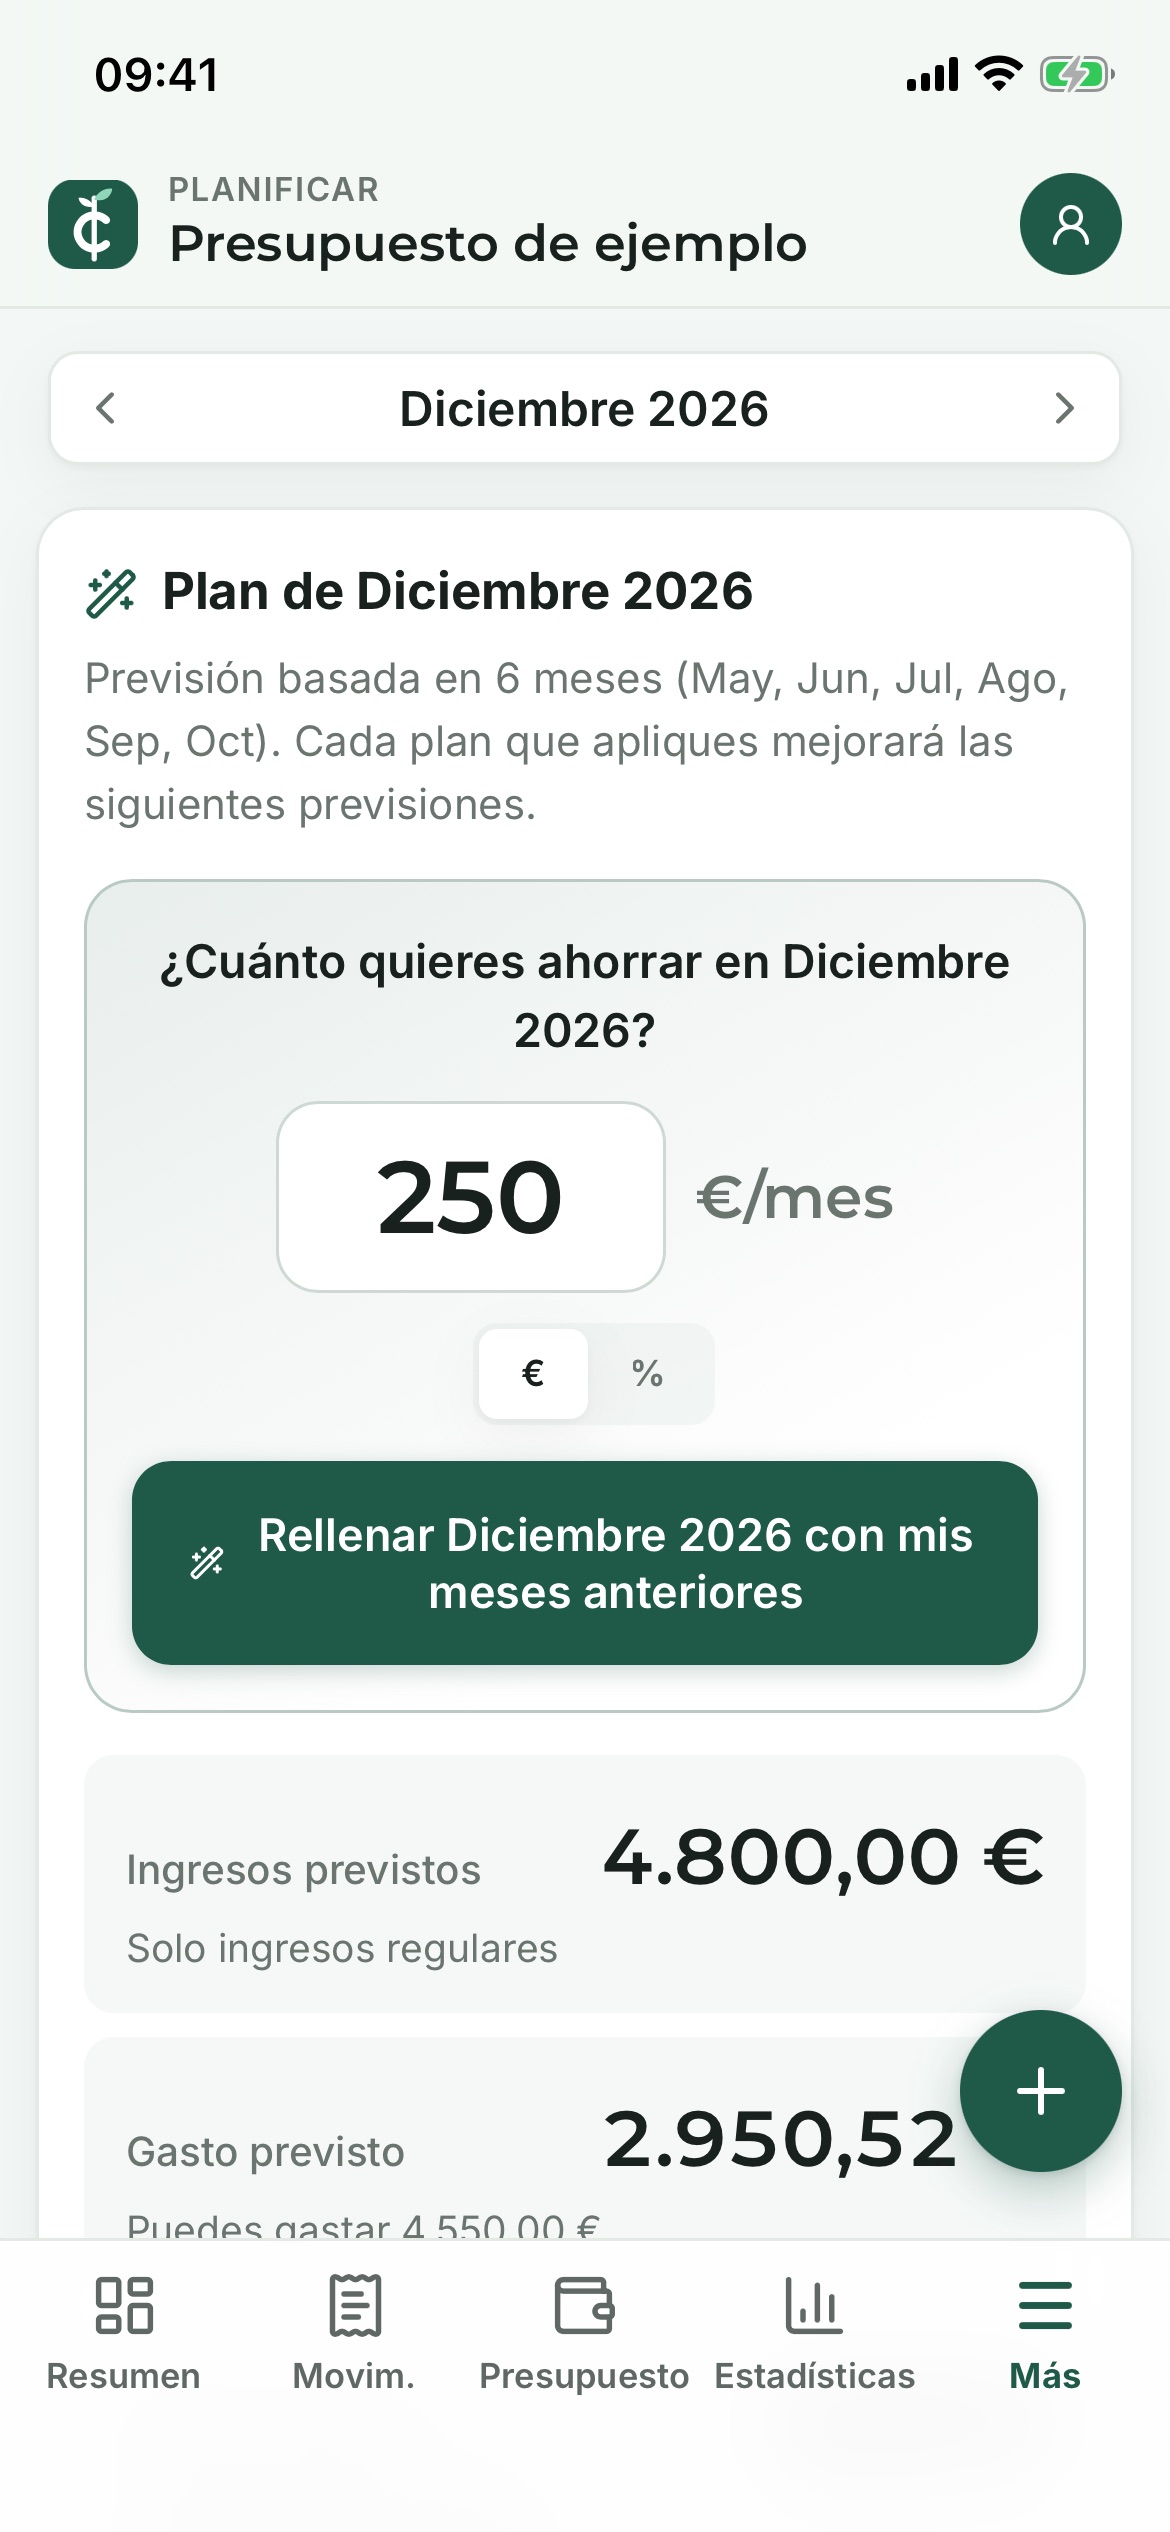 09:41
PLANIFICAR
Presupuesto de ejemplo
Diciembre 2026
Plan de Diciembre 2026
Previsión basada en 6 meses (May, Jun, Jul, Ago,
Sep, Oct). Cada plan que apliques mejorará las
siguientes previsiones.
¿Cuánto quieres ahorrar en Diciembre
2026?
250 €/mes
€ %
Rellenar Diciembre 2026 con mis
meses anteriores
Ingresos previstos 4.800,00 €
Solo ingresos regulares
Gasto previsto 2.950,52
Puedes gastar 4.550,00 €
Resumen Movim. Presupuesto Estadísticas Más